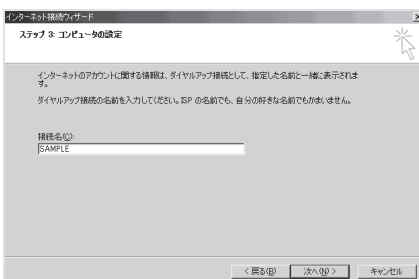 インターネット接続ウィザード
ステップ 3: コンピュータの設定
インターネットのアカウントに関する情報は、ダイヤルアップ接続として、指定した名前と一緒に表示されま
す。
ダイヤルアップ接続の名前を入力してください。ISP の名前でも、自分の好きな名前でもかまいません。
接続名(C):
SAMPLE
< 戻る(B)
次へ(N) >
キャンセル